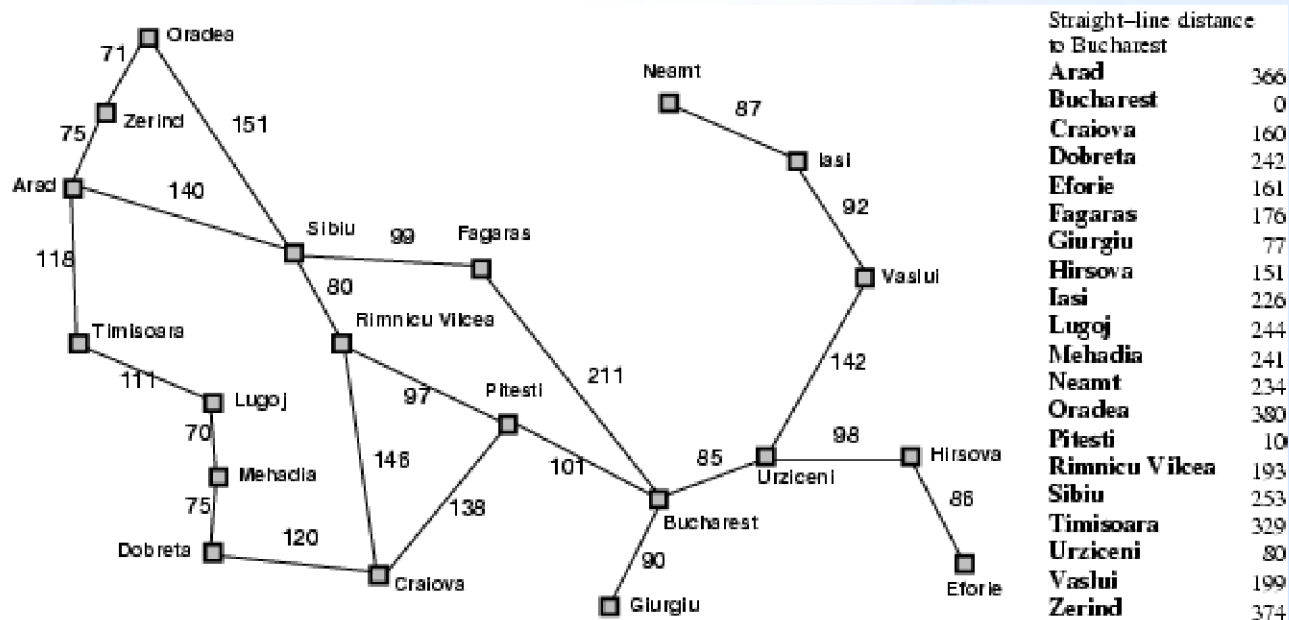 Oradea
71
Zerind
75
151
Arad
140
Sibiu
99
Fagaras
118
80
Timisoara
Rimnicu Vilcea
111
Lugoj
97
Pitesti
211
70
Mehadia
146
101
75
138
Dobreta
120
Craiova
Bucharest
90
Giurgiu
Neamt
87
Iasi
92
Vaslui
142
85
98
Hirsova
Urziceni
86
Eforie
Straight–line distance
to Bucharest
Arad 366
Bucharest 0
Craiova 160
Dobreta 242
Eforie 161
Fagaras 176
Giurgiu 77
Hirsova 151
Iasi 226
Lugoj 244
Mehadia 241
Neamt 234
Oradea 380
Pitesti 10
Rimnicu Vilcea 193
Sibiu 253
Timisoara 329
Urziceni 80
Vaslui 199
Zerind 374